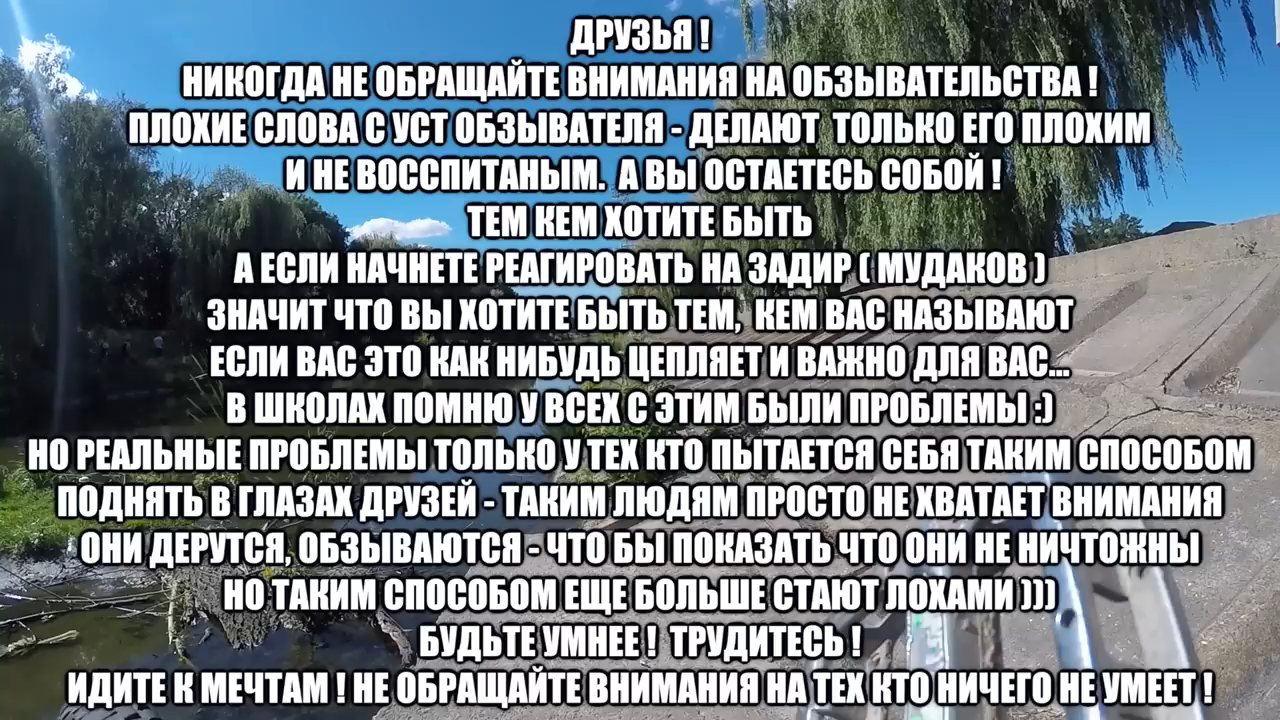 ДРУЗЬЯ !
НИКОГДА НЕ ОБРАЩАЙТЕ ВНИМАНИЯ НА ОБЗЫВАТЕЛЬСТВА !
ПЛОХИЕ СЛОВА С УСТ ОБЗЫВАТЕЛЯ - ДЕЛАЮТ ТОЛЬКО ЕГО ПЛОХИМ
И НЕ ВОССПИТАНЫМ. А ВЫ ОСТАЕТЕСЬ СОБОЙ !
ТЕМ КЕМ ХОТИТЕ БЫТЬ
А ЕСЛИ НАЧНЕТЕ РЕАГИРОВАТЬ НА ЗАДИР ( МУДАКОВ )
ЗНАЧИТ ЧТО ВЫ ХОТИТЕ БЫТЬ ТЕМ, КЕМ ВАС НАЗЫВАЮТ
ЕСЛИ ВАС ЭТО КАК НИБУДЬ ЦЕПЛЯЕТ И ВАЖНО ДЛЯ ВАС...
В ШКОЛАХ ПОМНЮ У ВСЕХ С ЭТИМ БЫЛИ ПРОБЛЕМЫ :)
НО РЕАЛЬНЫЕ ПРОБЛЕМЫ ТОЛЬКО У ТЕХ КТО ПЫТАЕТСЯ СЕБЯ ТАКИМ СПОСОБОМ
ПОДНЯТЬ В ГЛАЗАХ ДРУЗЕЙ - ТАКИМ ЛЮДЯМ ПРОСТО НЕ ХВАТАЕТ ВНИМАНИЯ
ОНИ ДЕРУТСЯ, ОБЗЫВАЮТСЯ - ЧТО БЫ ПОКАЗАТЬ ЧТО ОНИ НЕ НИЧТОЖНЫ
НО ТАКИМ СПОСОБОМ ЕЩЕ БОЛЬШЕ СТАЮТ ЛОХАМИ )))
БУДЬТЕ УМНЕЕ ! ТРУДИТЕСЬ !
ИДИТЕ К МЕЧТАМ ! НЕ ОБРАЩАЙТЕ ВНИМАНИЯ НА ТЕХ КТО НИЧЕГО НЕ УМЕЕТ !